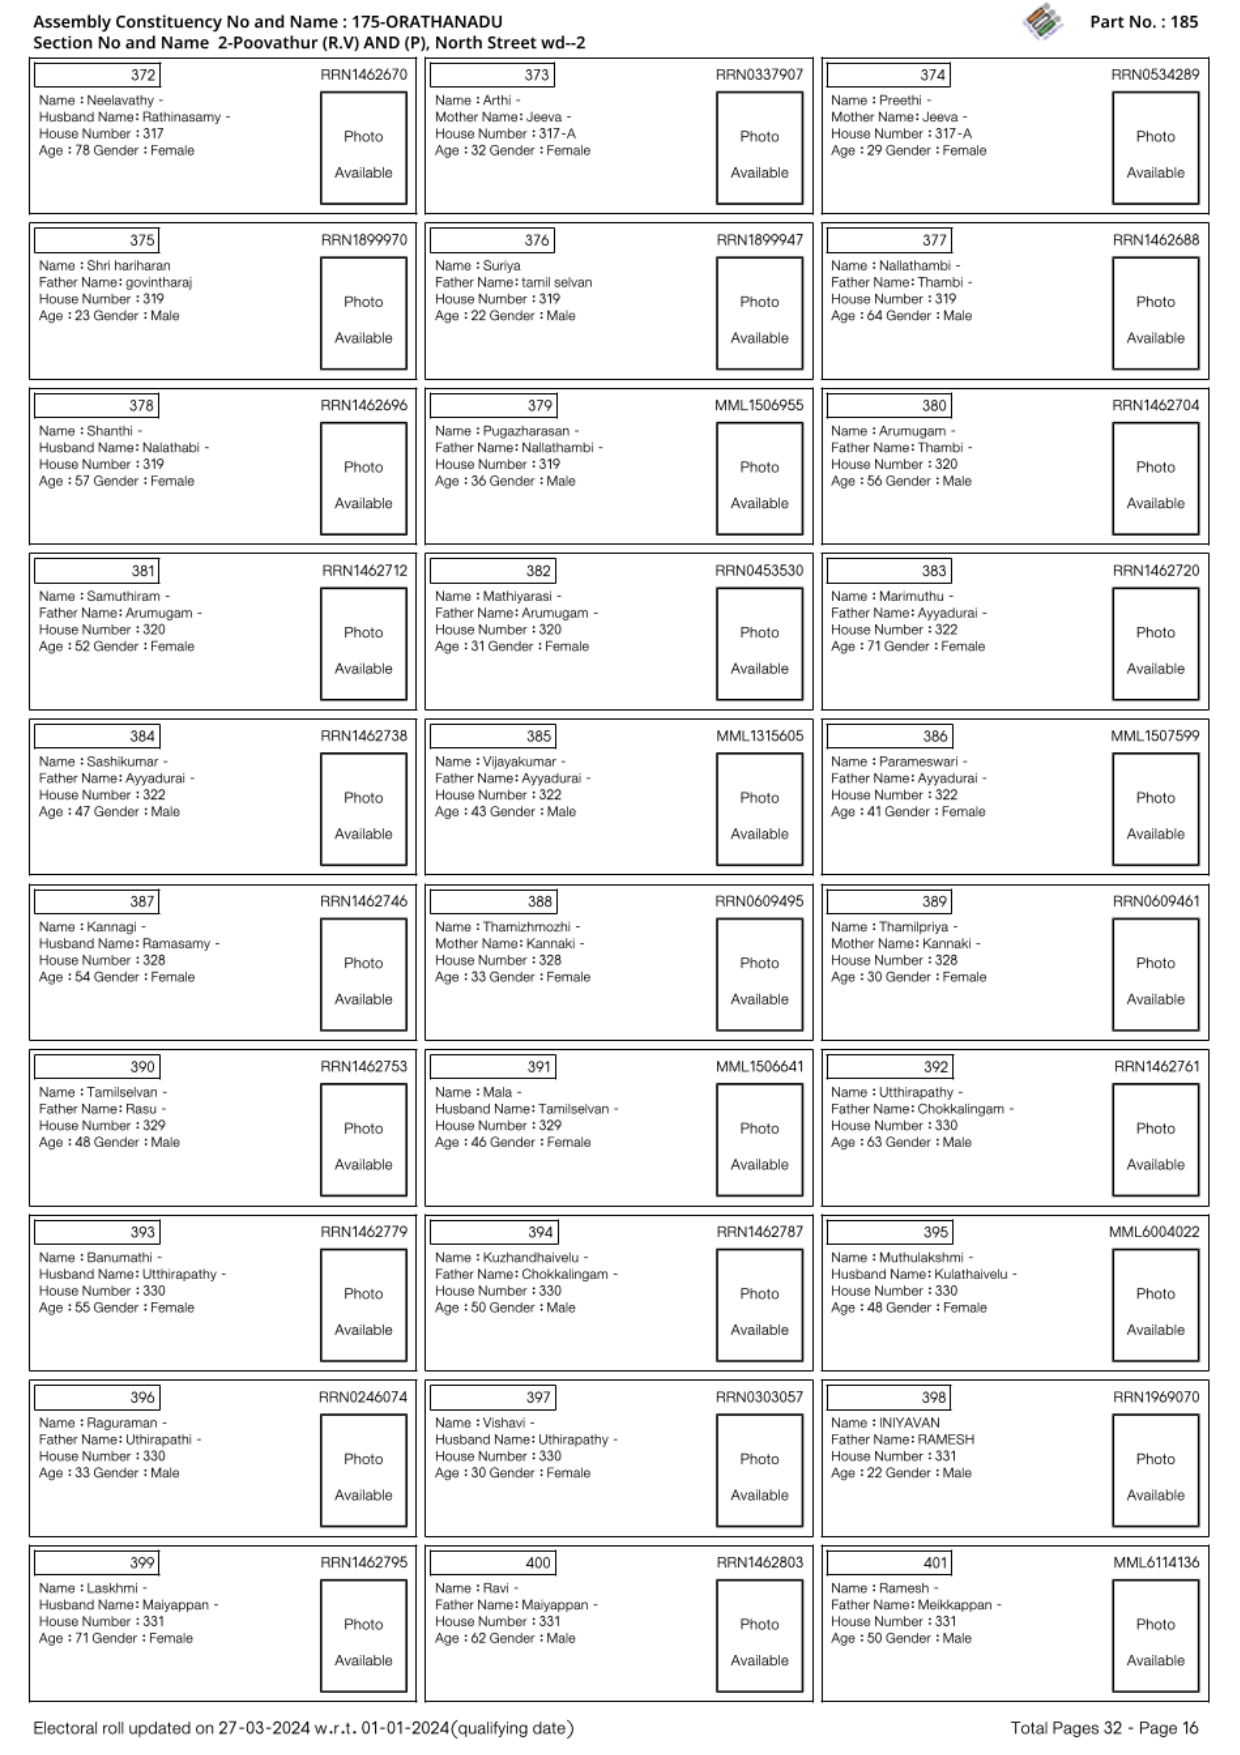 Assembly Constituency No and Name : 175-ORATHANADU
Part No. : 185
Section No and Name 2-Poovathur (R.V) AND (P), North Street wd--2
372 RRN1462670
Name : Neelavathy -
Husband Name: Rathinasamy -
House Number : 317
Age : 78 Gender : Female
Photo
Available
373 RRN0337907
Name : Arthi -
Mother Name: Jeeva -
House Number : 317-A
Age : 32 Gender : Female
Photo
Available
374 RRN0534289
Name : Preethi -
Mother Name: Jeeva -
House Number : 317-A
Age : 29 Gender : Female
Photo
Available
375 RRN1899970
Name : Shri hariharan
Father Name: govintharaj
House Number : 319
Age : 23 Gender : Male
Photo
Available
376 RRN1899947
Name : Suriya
Father Name: tamil selvan
House Number : 319
Age : 22 Gender : Male
Photo
Available
377 RRN1462688
Name : Nallathambi -
Father Name: Thambi -
House Number : 319
Age : 64 Gender : Male
Photo
Available
378 RRN1462696
Name : Shanthi -
Husband Name: Nalathabi -
House Number : 319
Age : 57 Gender : Female
Photo
Available
379 MML1506955
Name : Pugazharasan -
Father Name: Nallathambi -
House Number : 319
Age : 36 Gender : Male
Photo
Available
380 RRN1462704
Name : Arumugam -
Father Name: Thambi -
House Number : 320
Age : 56 Gender : Male
Photo
Available
381 RRN1462712
Name : Samuthiram -
Father Name: Arumugam -
House Number : 320
Age : 52 Gender : Female
Photo
Available
382 RRN0453530
Name : Mathiyarasi -
Father Name: Arumugam -
House Number : 320
Age : 31 Gender : Female
Photo
Available
383 RRN1462720
Name : Marimuthu -
Father Name: Ayyadurai -
House Number : 322
Age : 71 Gender : Female
Photo
Available
384 RRN1462738
Name : Sashikumar -
Father Name: Ayyadurai -
House Number : 322
Age : 47 Gender : Male
Photo
Available
385 MML1315605
Name : Vijayakumar -
Father Name: Ayyadurai -
House Number : 322
Age : 43 Gender : Male
Photo
Available
386 MML1507599
Name : Parameswari -
Father Name: Ayyadurai -
House Number : 322
Age : 41 Gender : Female
Photo
Available
387 RRN1462746
Name : Kannagi -
Husband Name: Ramasamy -
House Number : 328
Age : 54 Gender : Female
Photo
Available
388 RRN0609495
Name : Thamizhmozhi -
Mother Name: Kannaki -
House Number : 328
Age : 33 Gender : Female
Photo
Available
389 RRN0609461
Name : Thamilpriya -
Mother Name: Kannaki -
House Number : 328
Age : 30 Gender : Female
Photo
Available
390 RRN1462753
Name : Tamilselvan -
Father Name: Rasu -
House Number : 329
Age : 48 Gender : Male
Photo
Available
391 MML1506641
Name : Mala -
Husband Name: Tamilselvan -
House Number : 329
Age : 46 Gender : Female
Photo
Available
392 RRN1462761
Name : Utthirapathy -
Father Name: Chokkalingam -
House Number : 330
Age : 63 Gender : Male
Photo
Available
393 RRN1462779
Name : Banumathi -
Husband Name: Utthirapathy -
House Number : 330
Age : 55 Gender : Female
Photo
Available
394 RRN1462787
Name : Kuzhandhaivelu -
Father Name: Chokkalingam -
House Number : 330
Age : 50 Gender : Male
Photo
Available
395 MML6004022
Name : Muthulakshmi -
Husband Name: Kulathaivelu -
House Number : 330
Age : 48 Gender : Female
Photo
Available
396 RRN0246074
Name : Raguraman -
Father Name: Uthirapathi -
House Number : 330
Age : 33 Gender : Male
Photo
Available
397 RRN0303057
Name : Vishavi -
Husband Name: Uthirapathy -
House Number : 330
Age : 30 Gender : Female
Photo
Available
398 RRN1969070
Name : INIYAVAN
Father Name: RAMESH
House Number : 331
Age : 22 Gender : Male
Photo
Available
399 RRN1462795
Name : Laskhmi -
Husband Name: Maiyappan -
House Number : 331
Age : 71 Gender : Female
Photo
Available
400 RRN1462803
Name : Ravi -
Father Name: Maiyappan -
House Number : 331
Age : 62 Gender : Male
Photo
Available
401 MML6114136
Name : Ramesh -
Father Name: Meikkappan -
House Number : 331
Age : 50 Gender : Male
Photo
Available
Electoral roll updated on 27-03-2024 w.r.t. 01-01-2024(qualifying date)
Total Pages 32 - Page 16